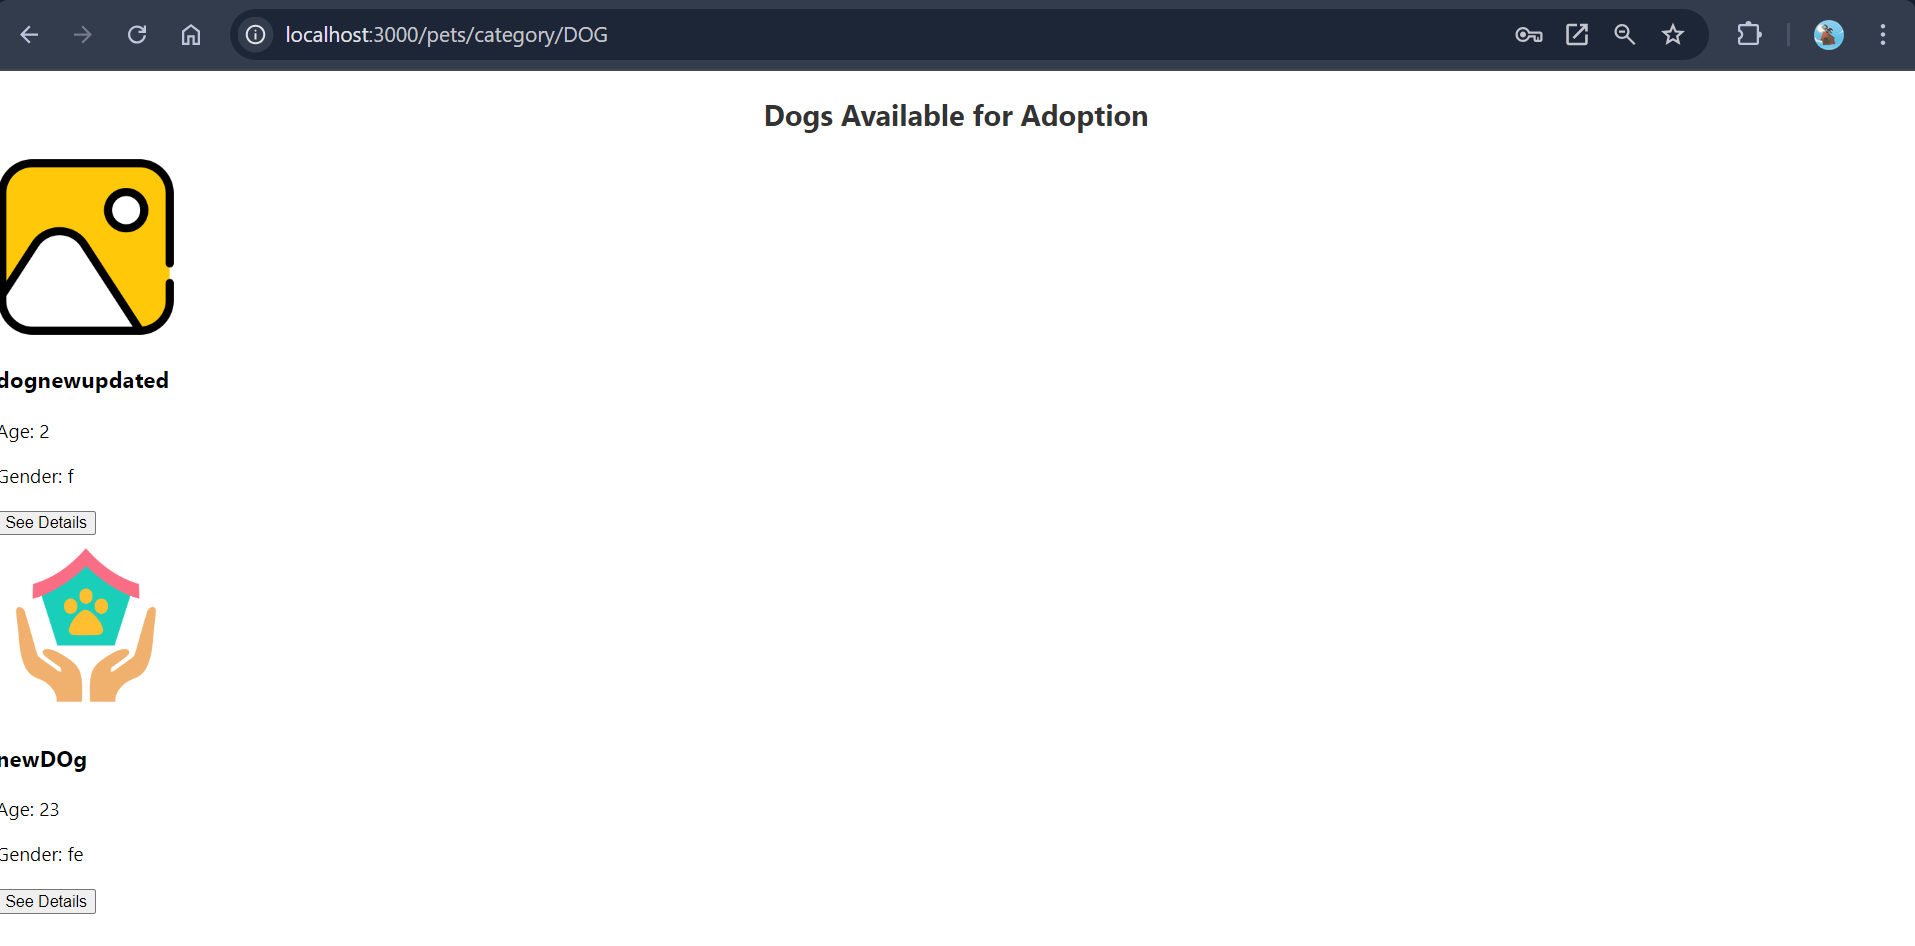 localhost:3000/pets/category/DOG
Dogs Available for Adoption
dognewupdated
Age: 2
Gender: f
See Details
newDOg
Age: 23
Gender: fe
See Details